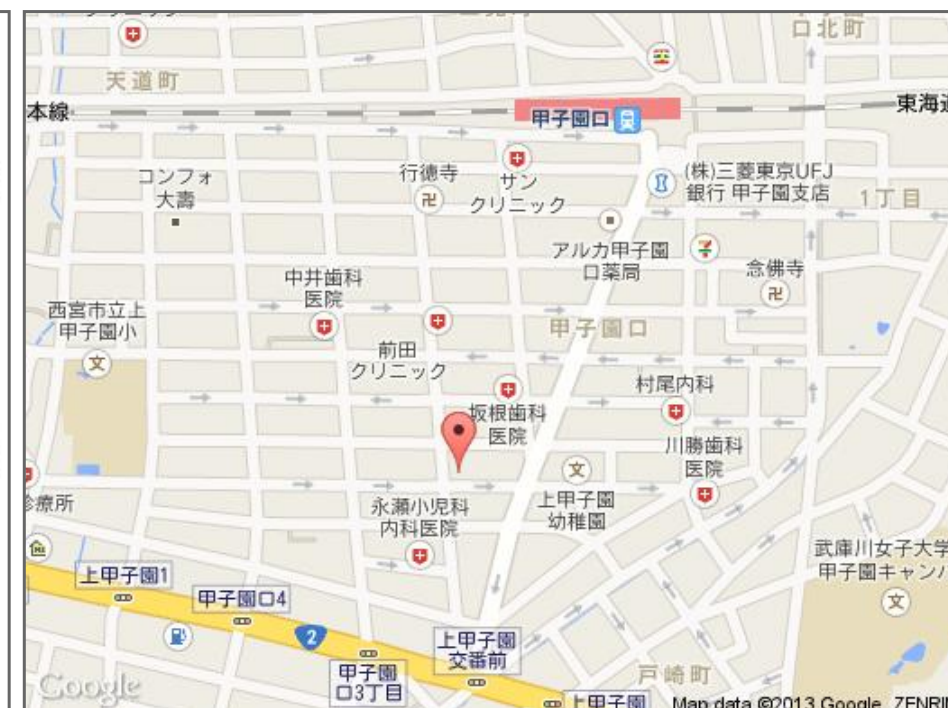 クリニック
口北町
天道町
本線
東海道
甲子園口
行徳寺
サン
クリニック
(株)三菱東京UFJ
銀行 甲子園支店
コンフォ
大壽
1丁目
アルカ甲子園
口薬局
念佛寺
中井歯科
医院
西宮市立上
甲子園小
甲子園口
前田
クリニック
村尾内科
坂根歯科
医院
川勝歯科
医院
診療所
永瀬小児科
内科医院
上甲子園
幼稚園
武庫川女子大学
甲子園キャンパ
上甲子園1
甲子園口4
2
上甲子園
交番前
甲子園
口3丁目
戸崎町
上甲子園
Google
Map data ©2013 Google, ZENRIN